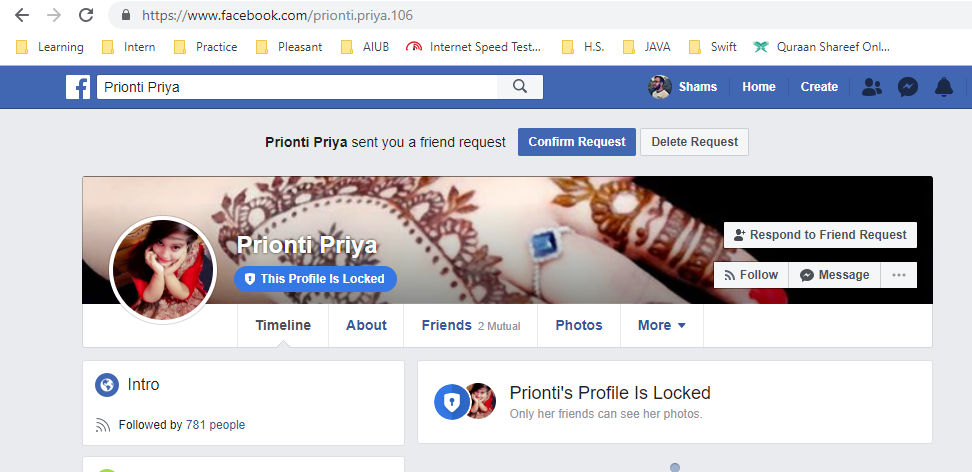 https://www.facebook.com/prionti.priya.106
Learning Intern Practice Pleasant AIUB Internet Speed Test... H.S. JAVA Swift Quraan Shareef Onl...
f Prionti Priya Shams Home Create
Prionti Priya sent you a friend request Confirm Request Delete Request
Prionti Priya
Respond to Friend Request
This Profile Is Locked
Follow Message ...
Timeline About Friends 2 Mutual Photos More
Intro
Followed by 781 people
Prionti's Profile Is Locked
Only her friends can see her photos.